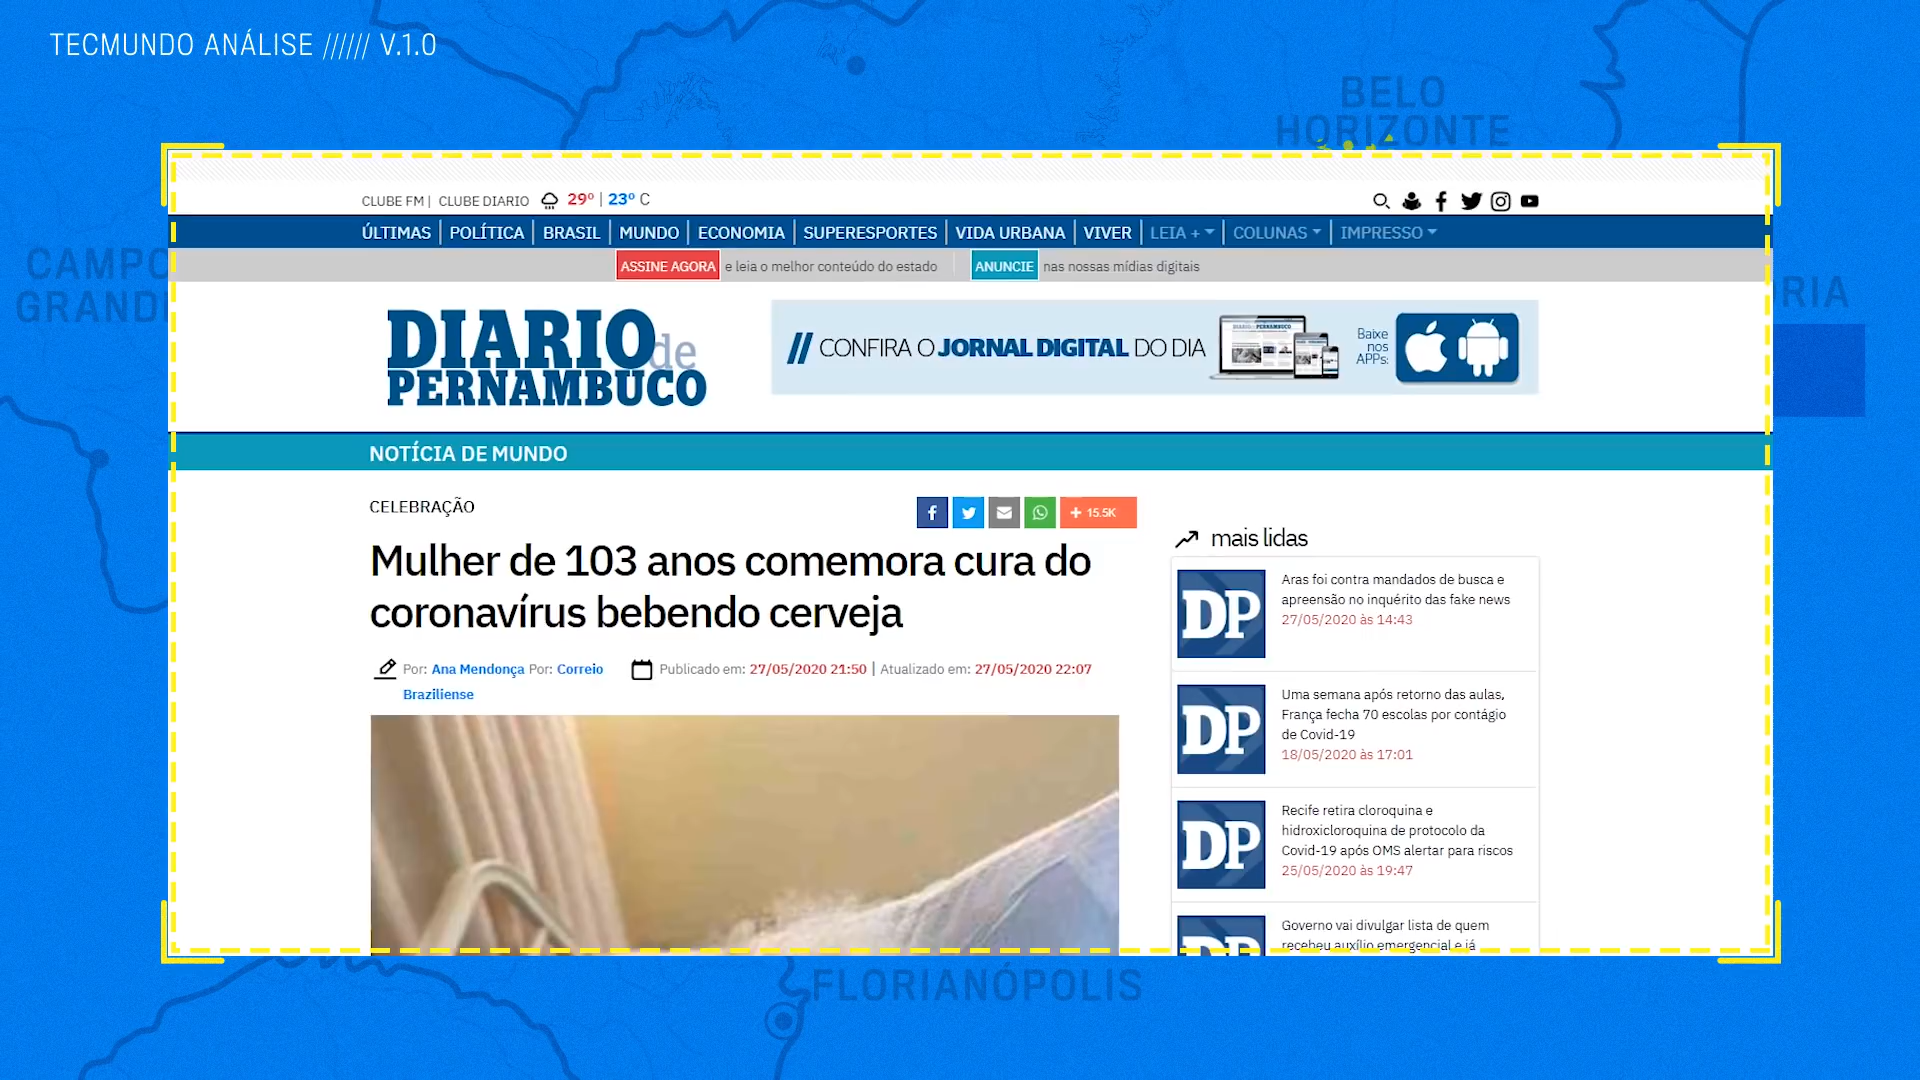 TECMUNDO ANÁLISE ////// V.1.0
BELO
HORIZONTE
CAMPO
GRAND
RIA
CLUBE FM | CLUBE DIARIO 29º | 23º C
ÚLTIMAS | POLÍTICA | BRASIL | MUNDO | ECONOMIA | SUPERESPORTES | VIDA URBANA | VIVER | LEIA + | COLUNAS | IMPRESSO
ASSINE AGORA e leia o melhor conteúdo do estado ANUNCIE nas nossas mídias digitais
DIARIO de
PERNAMBUCO
// CONFIRA O JORNAL DIGITAL DO DIA
Baixe
nos
APPs:
NOTÍCIA DE MUNDO
CELEBRAÇÃO
+ 15.5K
Mulher de 103 anos comemora cura do
coronavírus bebendo cerveja
Por: Ana Mendonça Por: Correio
Braziliense
Publicado em: 27/05/2020 21:50 | Atualizado em: 27/05/2020 22:07
mais lidas
DP
Aras foi contra mandados de busca e
apreensão no inquérito das fake news
27/05/2020 às 14:43
DP
Uma semana após retorno das aulas,
França fecha 70 escolas por contágio
de Covid-19
18/05/2020 às 17:01
DP
Recife retira cloroquina e
hidroxicloroquina de protocolo da
Covid-19 após OMS alertar para riscos
25/05/2020 às 19:47
DP
Governo vai divulgar lista de quem
recebeu auxílio emergencial e já
FLORIANÓPOLIS